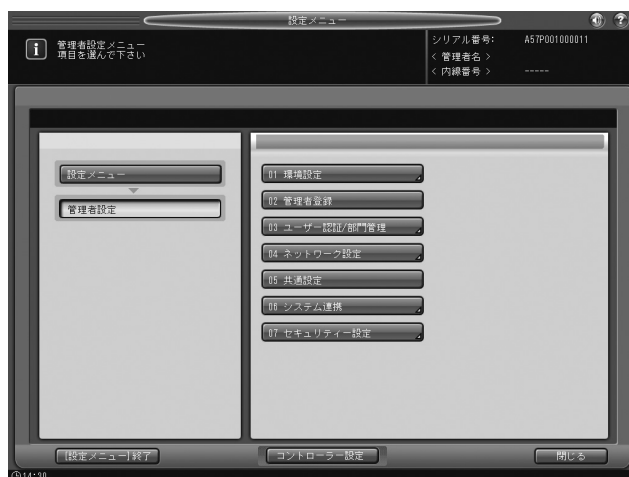 設定メニュー
i
管理者設定メニュー
項目を選んで下さい
シリアル番号: A57P001000011
< 管理者名 >
< 内線番号 > -----
設定メニュー
管理者設定
01 環境設定
02 管理者登録
03 ユーザー認証/部門管理
04 ネットワーク設定
05 共通設定
06 システム連携
07 セキュリティー設定
[設定メニュー]終了
コントローラー設定
閉じる
14:30